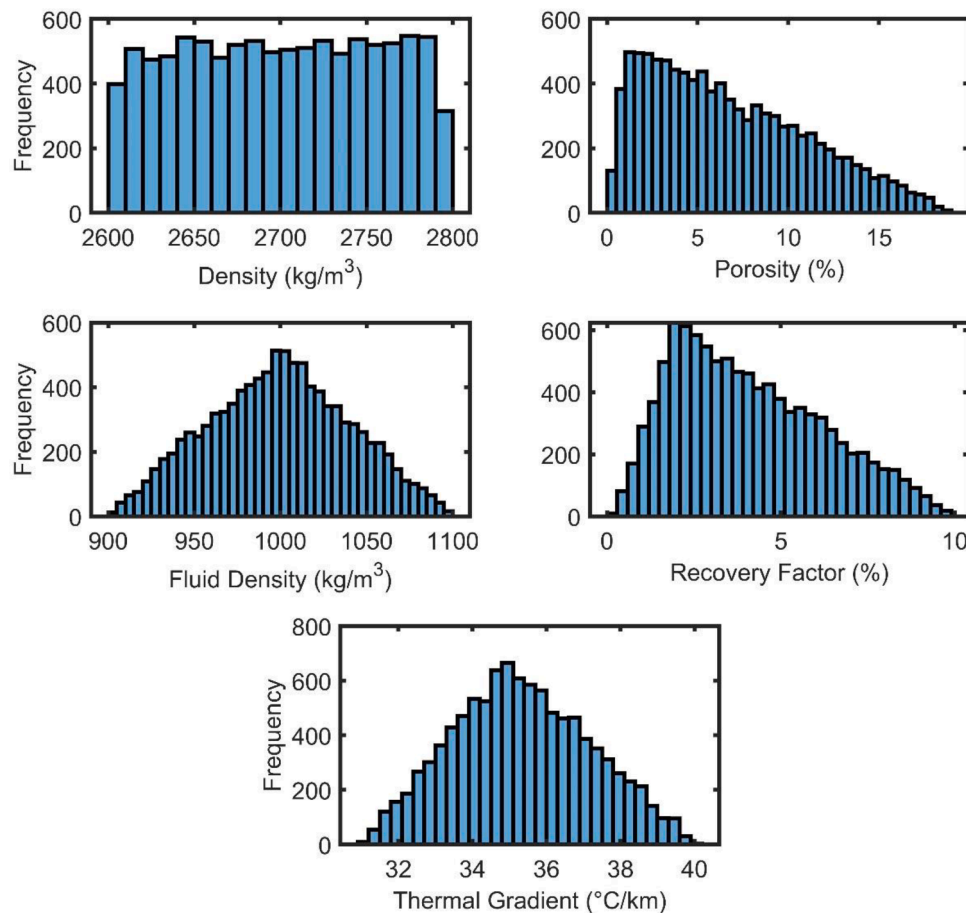 600
400
200
0
Frequency
2600 2650 2700 2750 2800
Density (kg/m³)
600
400
200
0
0 5 10 15
Porosity (%)
600
400
200
0
Frequency
900 950 1000 1050 1100
Fluid Density (kg/m³)
600
400
200
0
0 5 10
Recovery Factor (%)
800
600
400
200
0
Frequency
32 34 36 38 40
Thermal Gradient (°C/km)